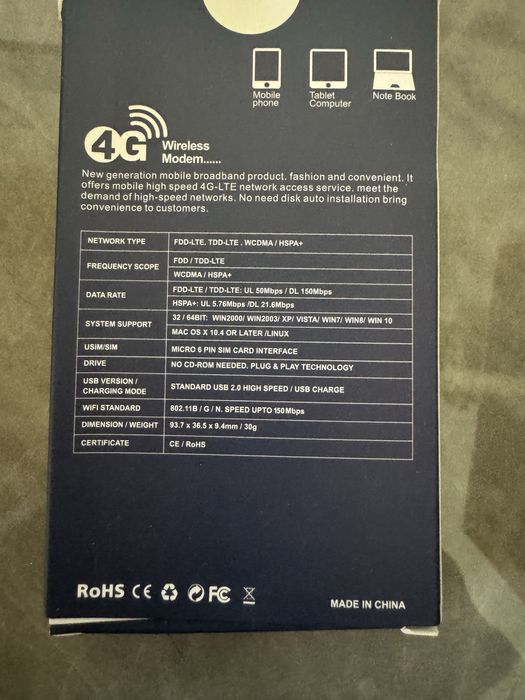 Mobile
phone
Tablet
Computer
Note Book
4G Wireless
Modem......
New generation mobile broadband product. fashion and convenient. It
offers mobile high speed 4G-LTE network access service. meet the
demand of high-speed networks. No need disk auto installation bring
convenience to customers.
NETWORK TYPE FDD-LTE. TDD-LTE . WCDMA / HSPA+
FREQUENCY SCOPE FDD / TDD-LTE
WCDMA / HSPA+
DATA RATE FDD-LTE / TDD-LTE: UL 50Mbps / DL 150Mbps
HSPA+: UL 5.76Mbps /DL 21.6Mbps
SYSTEM SUPPORT 32 / 64BIT: WIN2000/ WIN2003/ XP/ VISTA/ WIN7/ WIN8/ WIN 10
MAC OS X 10.4 OR LATER /LINUX
USIM/SIM MICRO 6 PIN SIM CARD INTERFACE
DRIVE NO CD-ROM NEEDED. PLUG & PLAY TECHNOLOGY
USB VERSION /
CHARGING MODE STANDARD USB 2.0 HIGH SPEED / USB CHARGE
WIFI STANDARD 802.11B / G / N. SPEED UPTO 150Mbps
DIMENSION / WEIGHT 93.7 x 36.5 x 9.4mm / 30g
CERTIFICATE CE / RoHS
RoHS CE FC
MADE IN CHINA